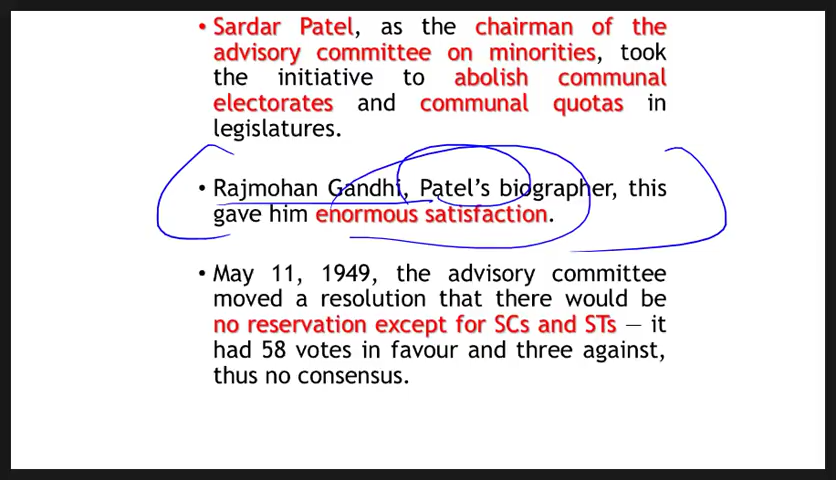 • Sardar Patel, as the chairman of the
advisory committee on minorities, took
the initiative to abolish communal
electorates and communal quotas in
legislatures.
• Rajmohan Gandhi, Patel's biographer, this
gave him enormous satisfaction.
• May 11, 1949, the advisory committee
moved a resolution that there would be
no reservation except for SCs and STs – it
had 58 votes in favour and three against,
thus no consensus.